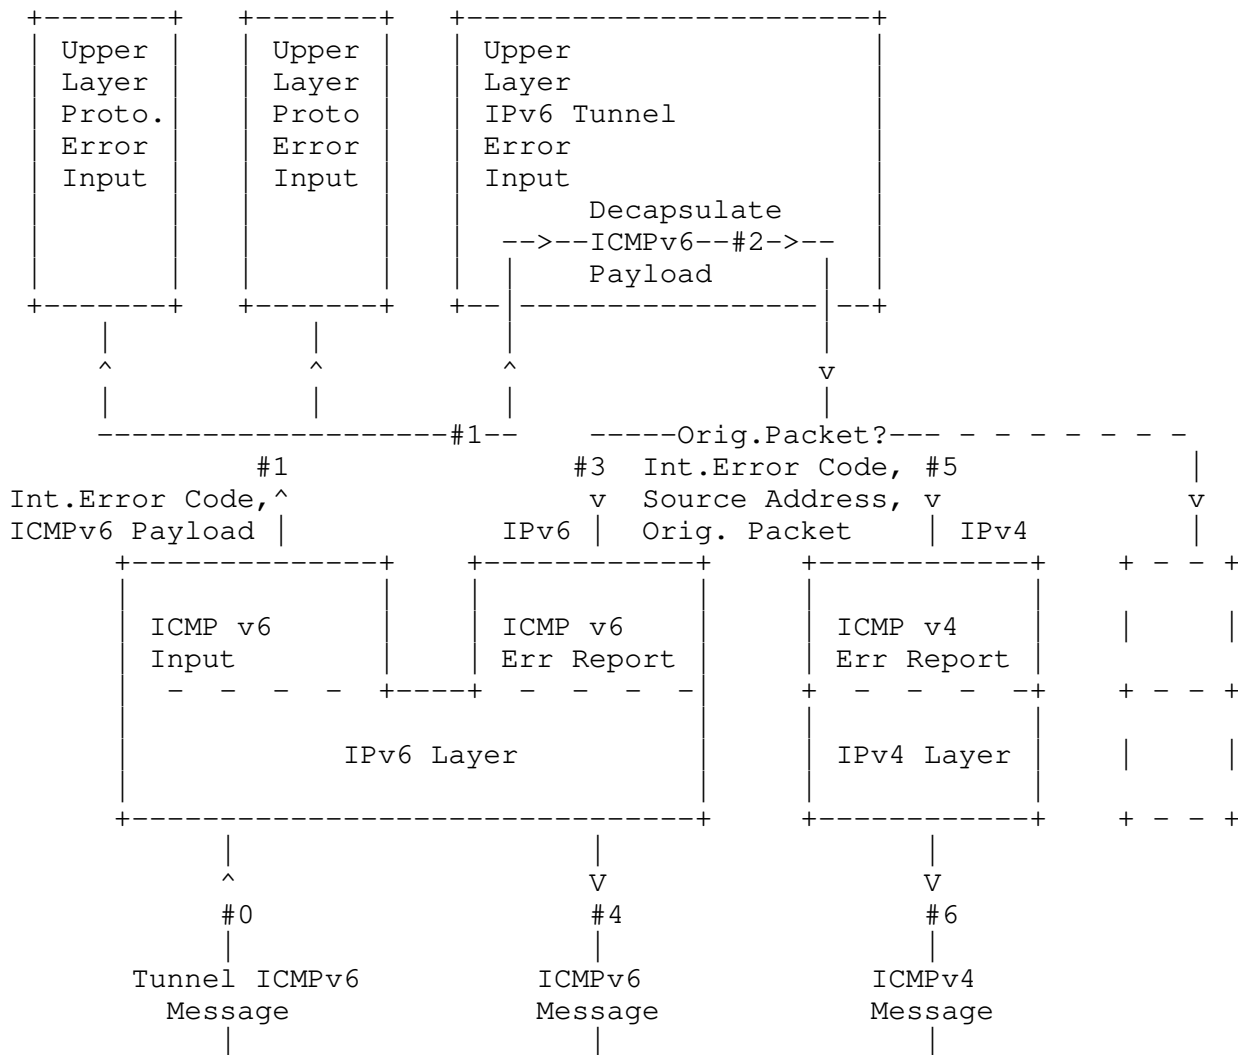 Upper Upper Upper
Layer Layer Layer
Proto. Proto IPv6 Tunnel
Error Error Error
Input Input Input
Decapsulate
-->--ICMPv6--#2->--
Payload
--------------------#1-- -----Orig.Packet?--- - - - - - - -
#1 #3 Int.Error Code, #5
Int.Error Code,^ v Source Address, v v
ICMPv6 Payload | IPv6 | Orig. Packet | IPv4 |
ICMP v6 ICMP v6 ICMP v4
Input Err Report Err Report
IPv6 Layer IPv4 Layer
^ V V
#0 #4 #6
Tunnel ICMPv6 ICMPv6 ICMPv4
Message Message Message